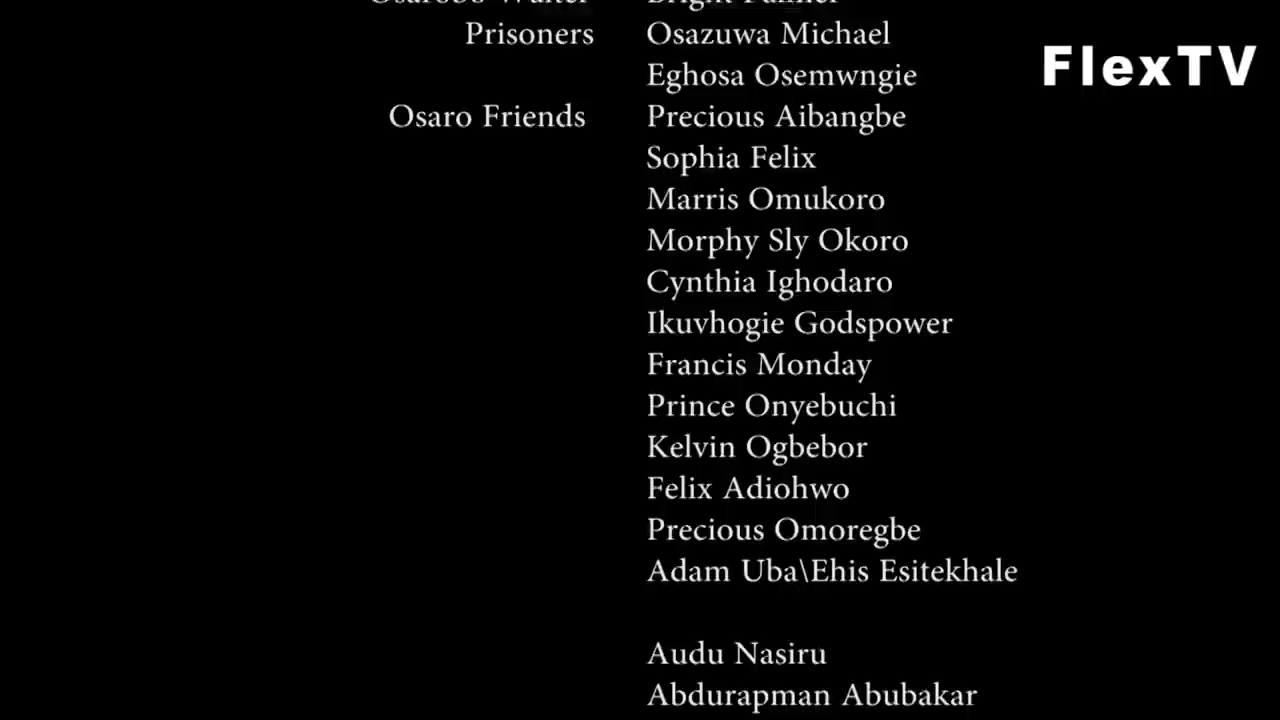 Prisoners Osazuwa Michael
FlexTV
Eghosa Osemwngie
Osaro Friends Precious Aibangbe
Sophia Felix
Marris Omukoro
Morphy Sly Okoro
Cynthia Ighodaro
Ikuvhogie Godspower
Francis Monday
Prince Onyebuchi
Kelvin Ogbebor
Felix Adiohwo
Precious Omoregbe
Adam Uba\Ehis Esitekhale
Audu Nasiru
Abdurapman Abubakar